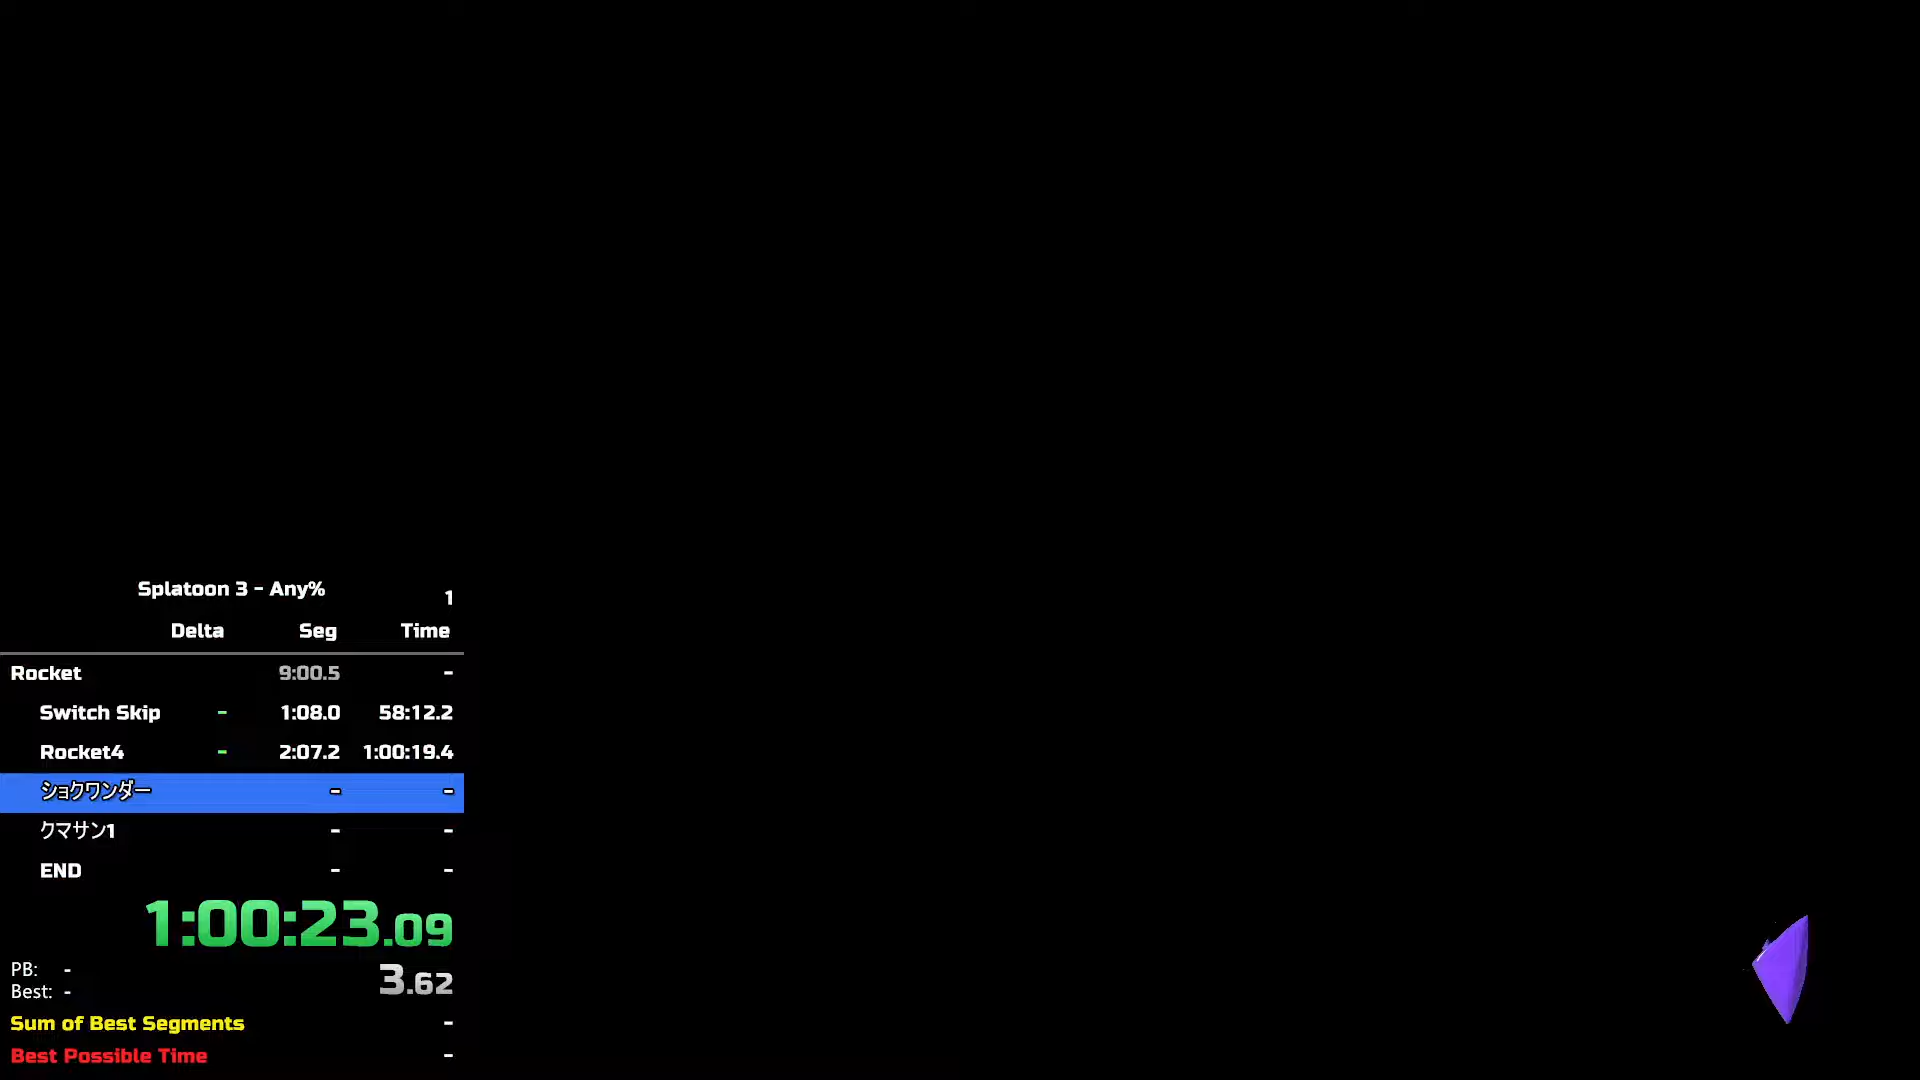 Splatoon 3 - Any%
1
Delta Seg Time
Rocket 9:00.5 -
Switch Skip - 1:08.0 58:12.2
Rocket4 - 2:07.2 1:00:19.4
ショクワンダー - -
クマサン1 - -
END - -
1:00:23.09
PB: -
3.62
Best: -
Sum of Best Segments -
Best Possible Time -